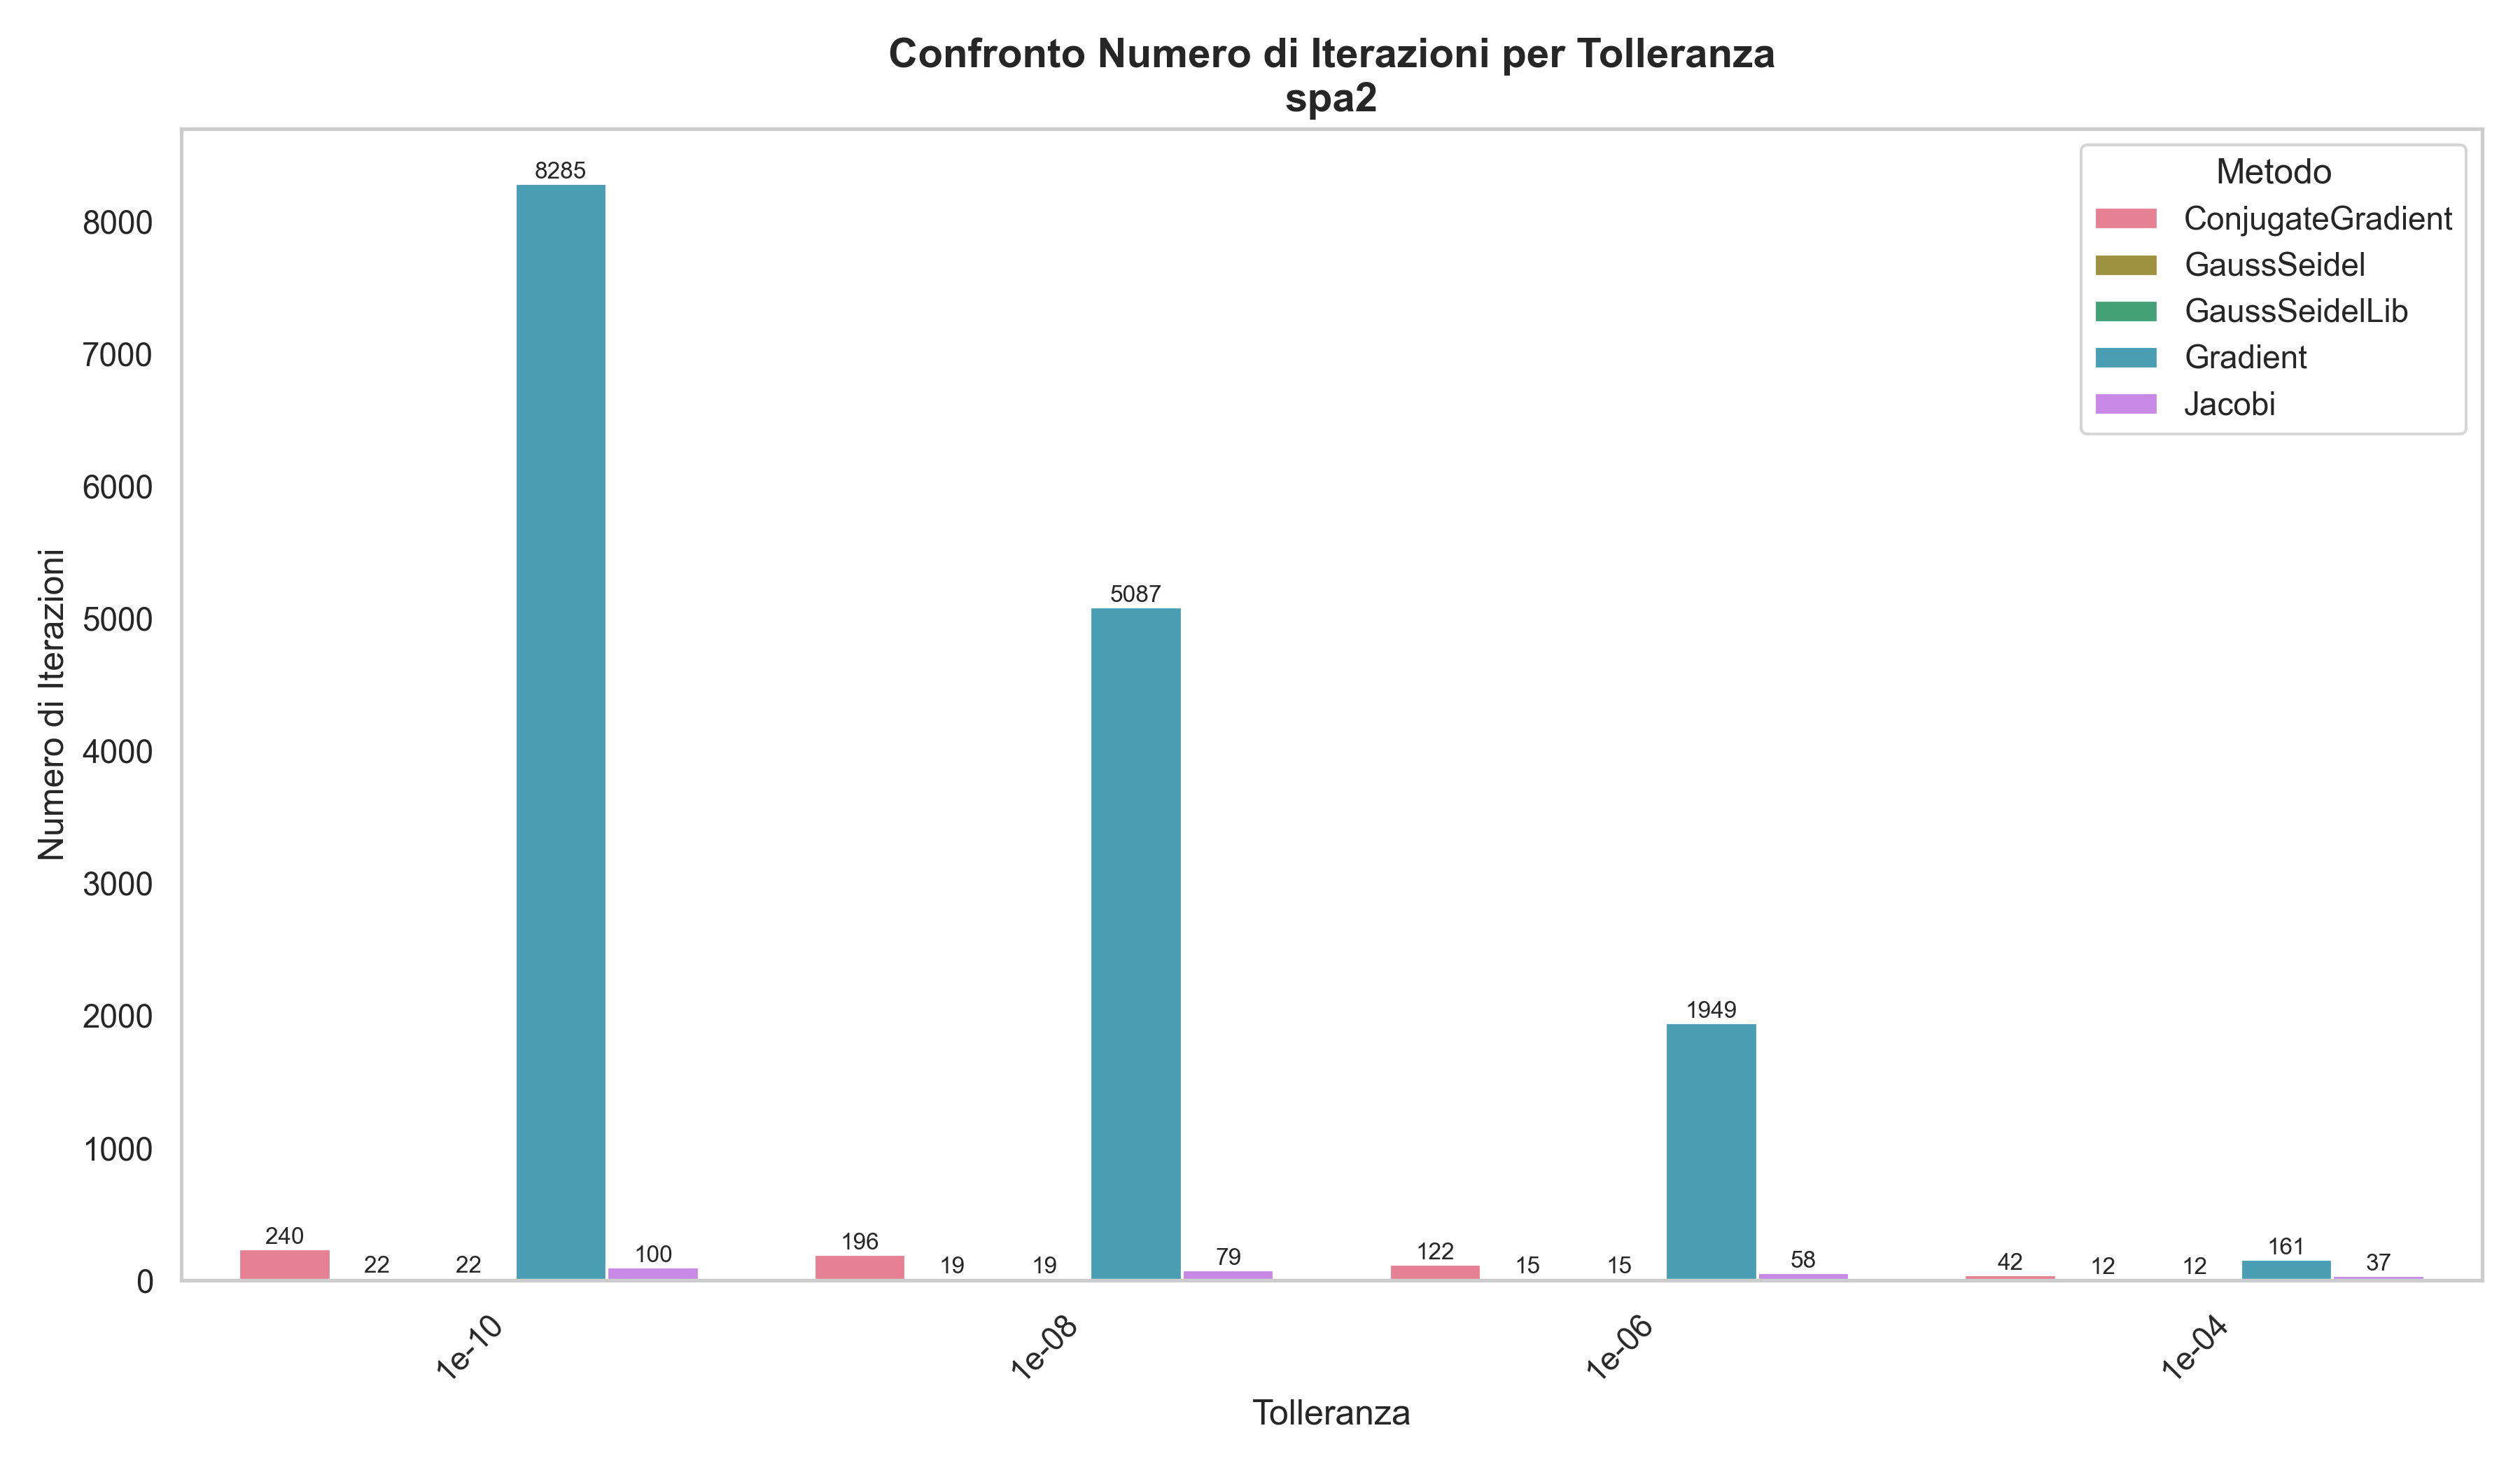 Confronto Numero di Iterazioni per Tolleranza
spa2
Metodo
ConjugateGradient
GaussSeidel
GaussSeidelLib
Gradient
Jacobi
Numero di Iterazioni
8000
7000
6000
5000
4000
3000
2000
1000
0
240
22
22
8285
100
196
19
19
5087
79
122
15
15
1949
58
42
12
12
161
37
1e-10
1e-08
1e-06
1e-04
Tolleranza